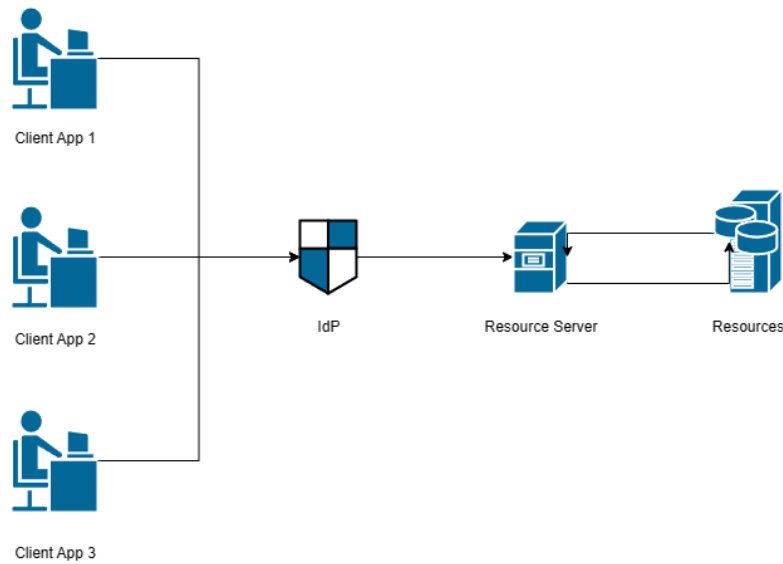 Client App 1
Client App 2
IdP
Resource Server
Resources
Client App 3